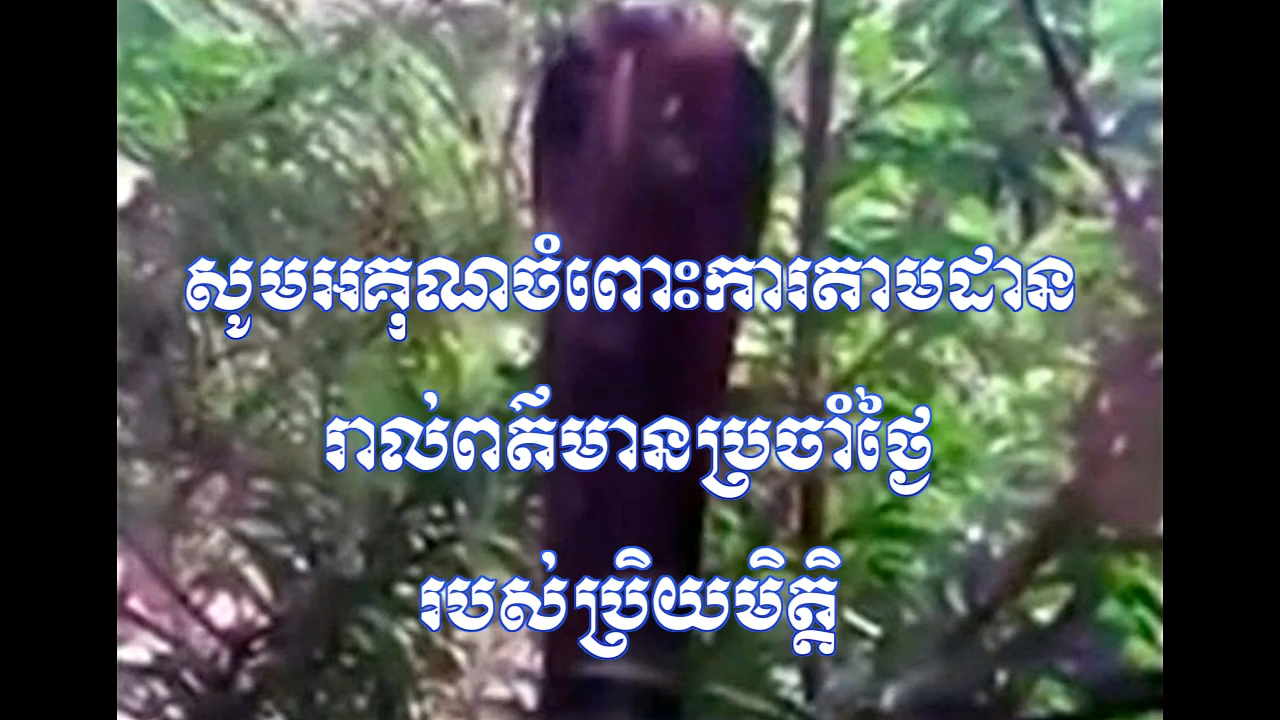 សូមអរគុណចំពោះការតាមដាន
រាល់ពត៌មានប្រចាំថ្ងៃ
របស់ប្រិយមិត្តិ